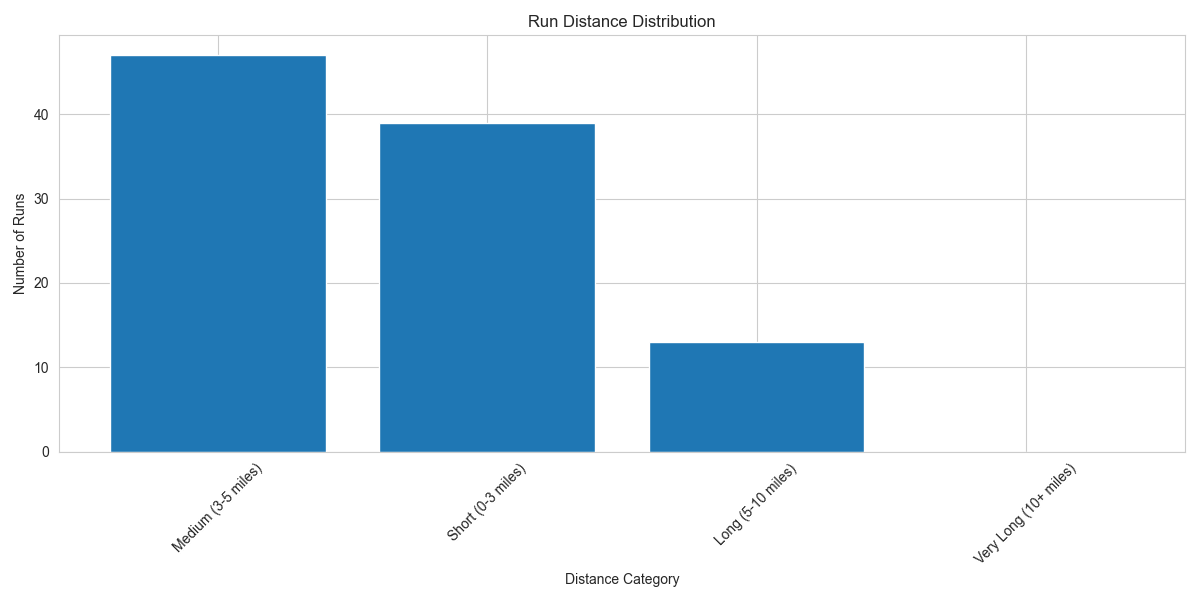 Run Distance Distribution
Number of Runs
40
30
20
10
0
Medium (3-5 miles)
Short (0-3 miles)
Long (5-10 miles)
Very Long (10+ miles)
Distance Category